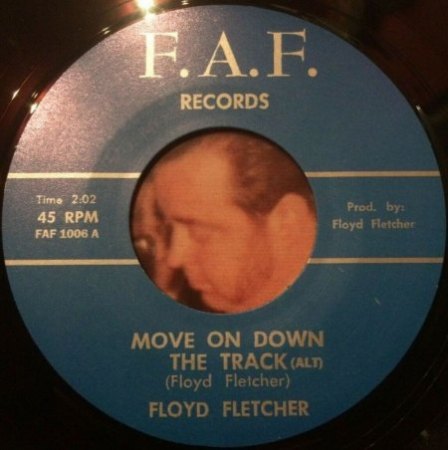 F.A.F.
RECORDS
Time 2:02
45 RPM
FAF 1006 A
Prod. by:
Floyd Fletcher
MOVE ON DOWN
THE TRACK (ALT)
(Floyd Fletcher)
FLOYD FLETCHER